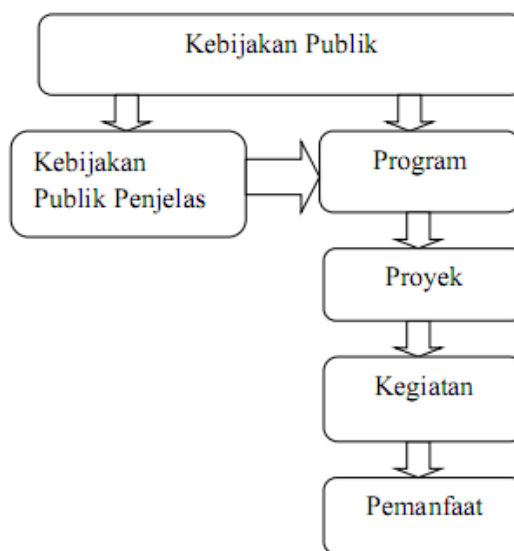 Kebijakan Publik
Kebijakan
Publik Penjelas
Program
Proyek
Kegiatan
Pemanfaat